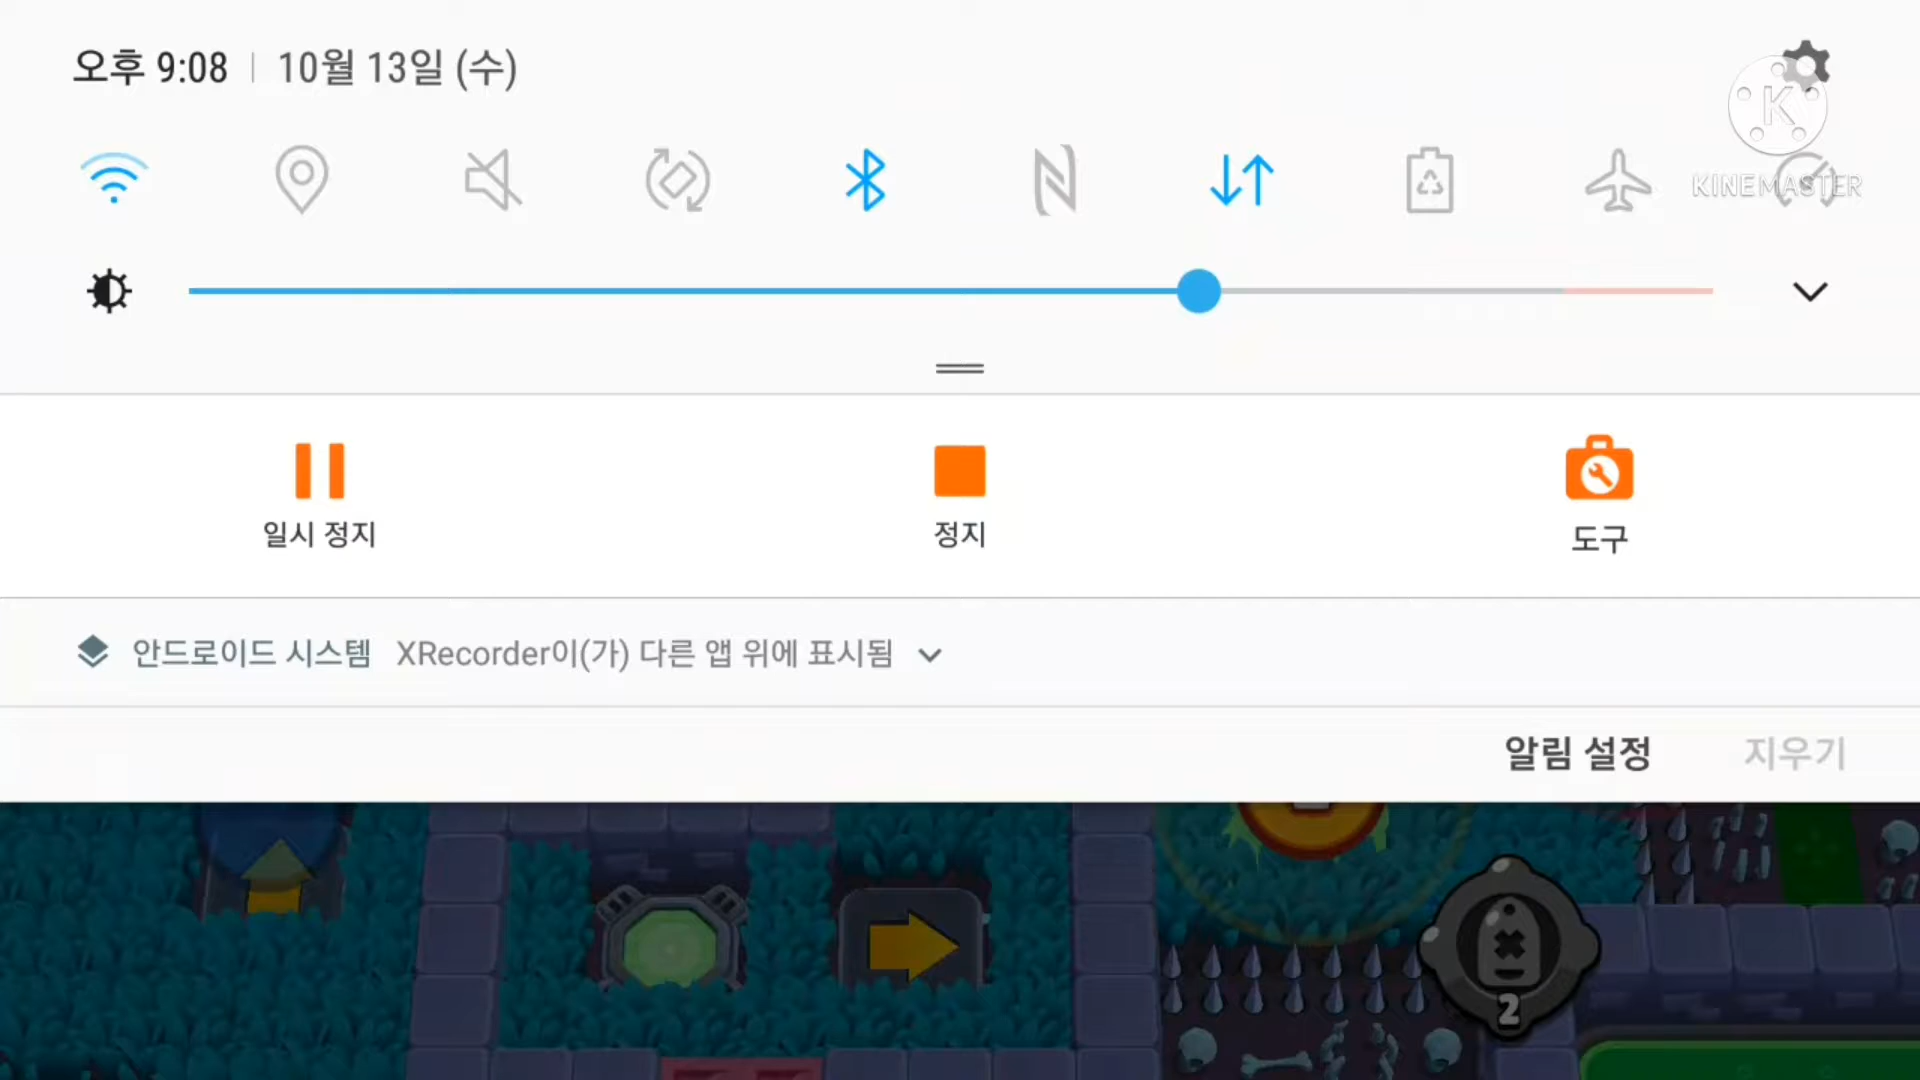 오후 9:08 | 10월 13일 (수)
K
KINEMASTER
일시 정지
정지
도구
안드로이드 시스템 XRecorder이(가) 다른 앱 위에 표시됨
알림 설정
지우기
2